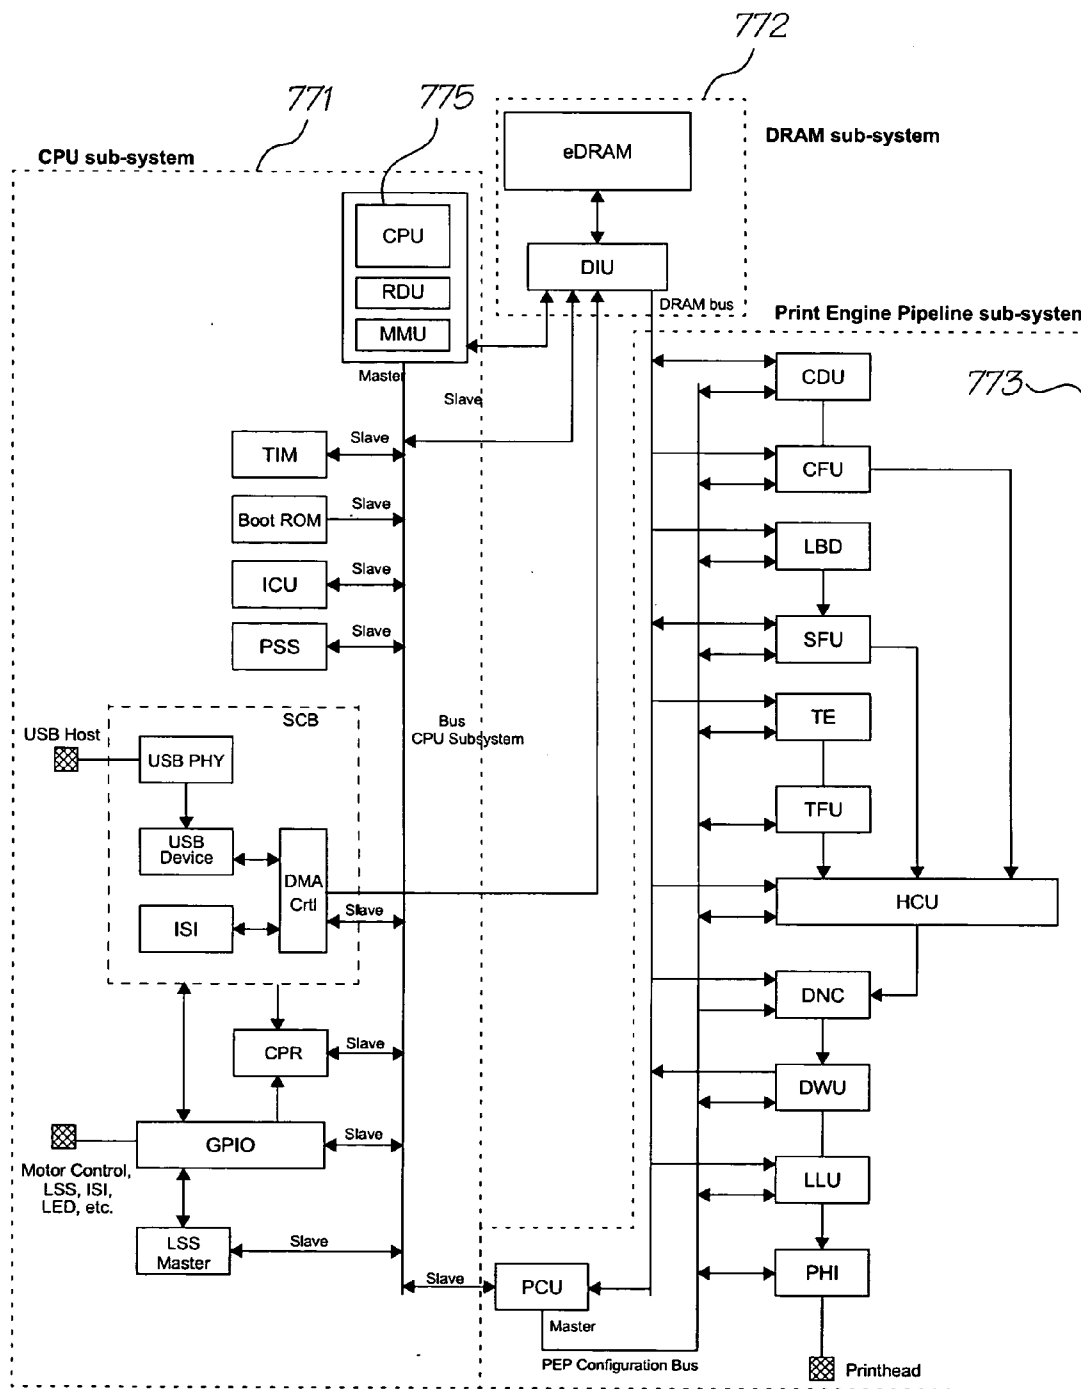 772
771
775
DRAM sub-system
CPU sub-system
eDRAM
CPU
DIU
RDU
DRAM bus
Print Engine Pipeline sub-system
MMU
Master
CDU
773
Slave
Slave
TIM
CFU
Slave
Boot ROM
LBD
Slave
ICU
Slave
PSS
SFU
SCB
Bus
CPU Subsystem
TE
USB Host
USB PHY
TFU
USB
Device
DMA
Crtl
HCU
Slave
ISI
DNC
Slave
CPR
DWU
Slave
GPIO
Motor Control,
LSS, ISI,
LED, etc.
LLU
LSS
Master
Slave
Slave
PCU
PHI
Master
PEP Configuration Bus
Printhead